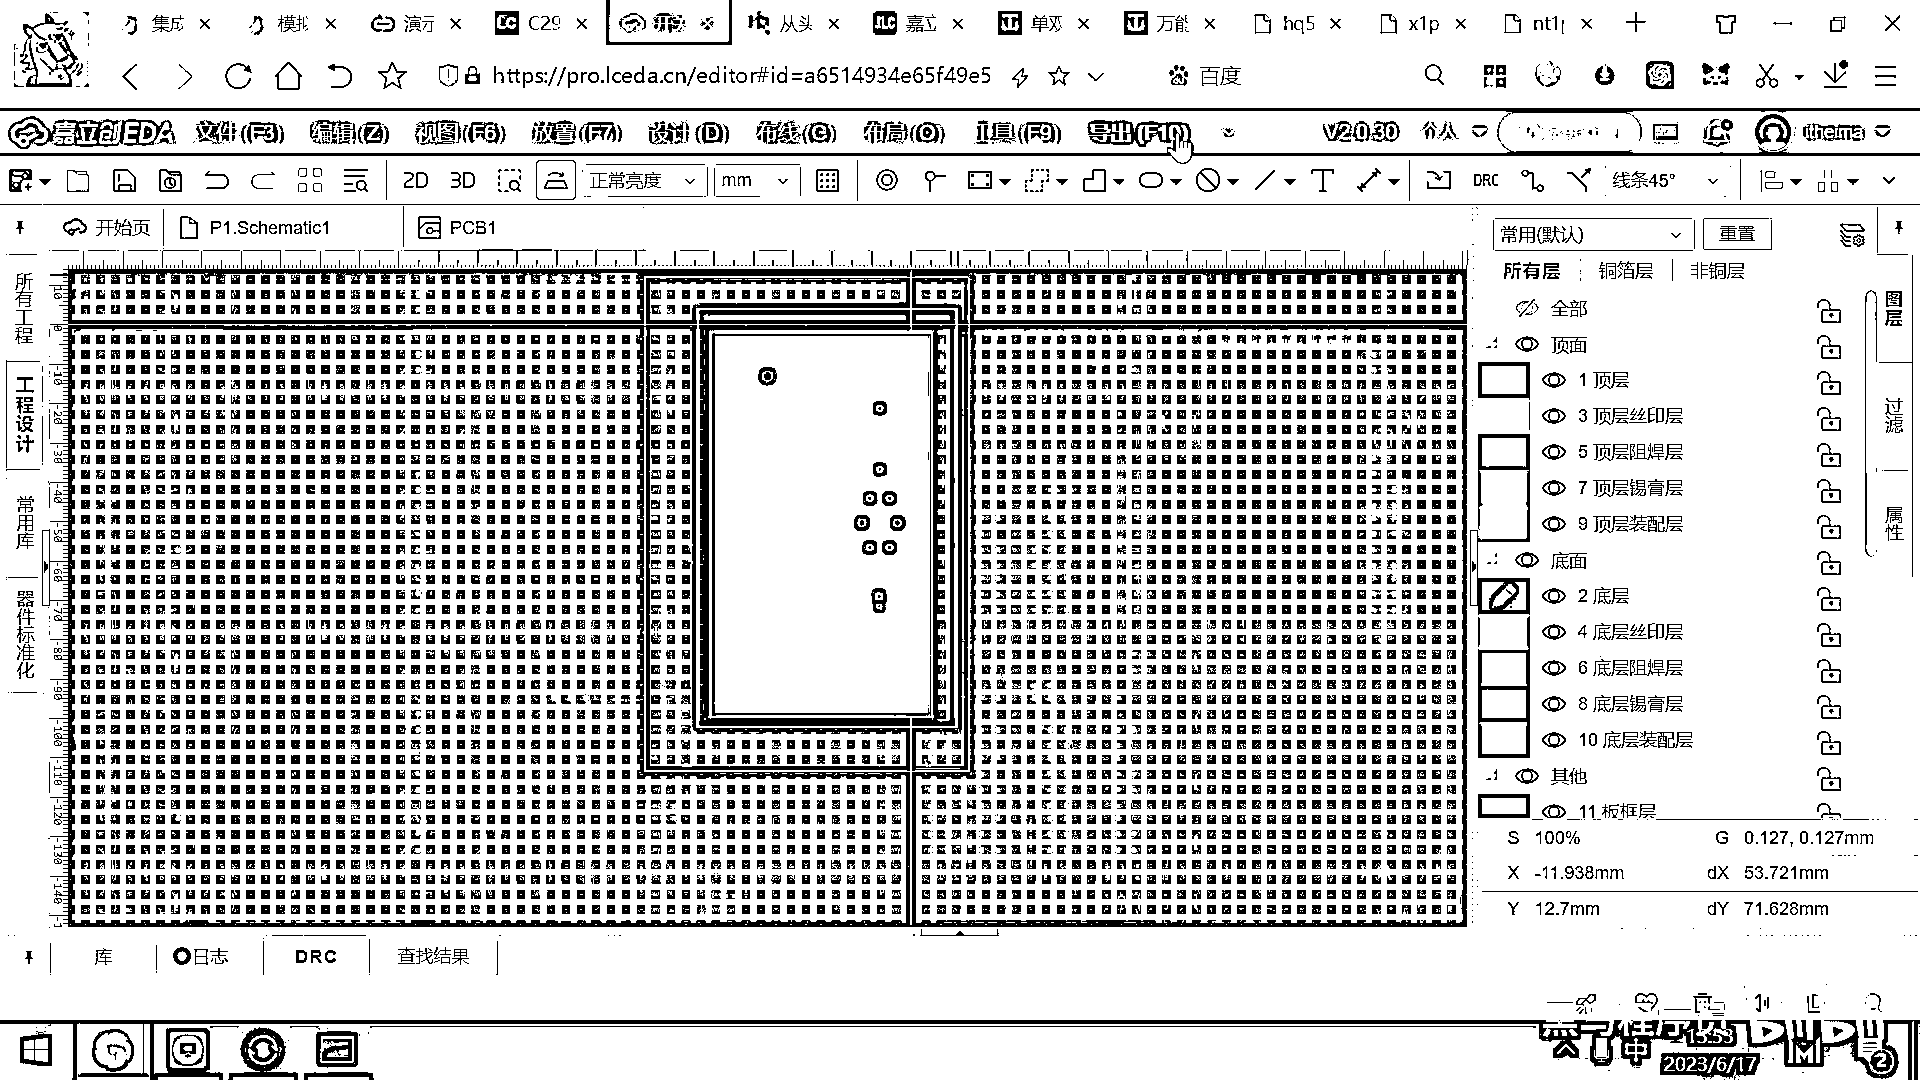 集成 模拟 演示 C29 从头 嘉立 单双 万能 hq5 x1p nt1p
https://pro.lceda.cn/editor#id=a6514934e65f49e5 百度
嘉立创EDA 文件(F3) 编辑(Z) 视图(F6) 放置(F7) 设计(D) 布线(G) 布局(O) 工具(F9) 导出(F10) V2.0.30 个人 thema
2D 3D 正常亮度 mm DRC 线条45°
开始页 P1.Schematic1 PCB1
常用(默认) 重置
所有层 铜箔层 非铜层
全部
顶面
1 顶层
3 顶层丝印层
5 顶层阻焊层
7 顶层锡膏层
9 顶层装配层
底面
2 底层
4 底层丝印层
6 底层阻焊层
8 底层锡膏层
10 底层装配层
其他
11 板框层
所有工程
工程设计
常用库
器件标准化
图层
过滤
属性
S 100% G 0.127, 0.127mm
X -11.938mm dX 53.721mm
Y 12.7mm dY 71.628mm
库 日志 DRC 查找结果
中 15:53
2023/6/17 2